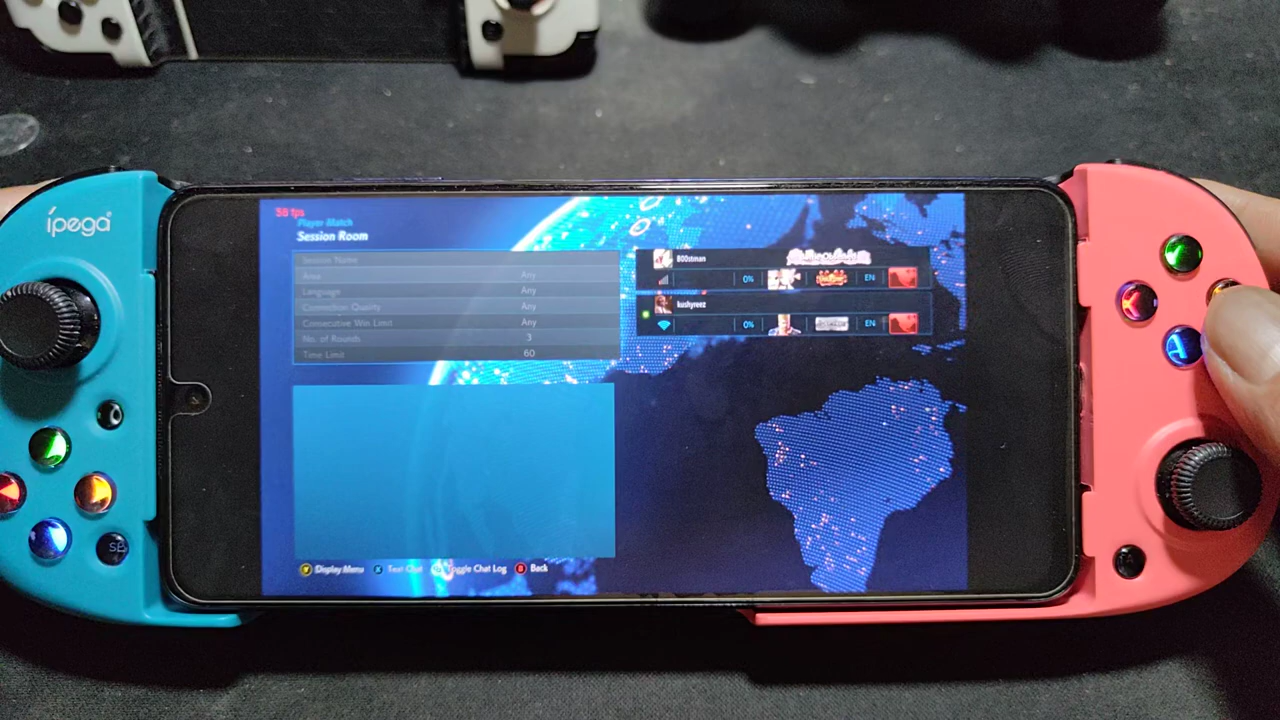 ípega
58 fps
Player Match
Session Room
Session Name
Area Any
Language Any
Connection Quality Any
Consecutive Win Limit Any
No. of Rounds 3
Time Limit 60
800stman
0% EN
kushyreez
0% EN
Y Display Menu X Text Chat Toggle Chat Log B Back
A
SE